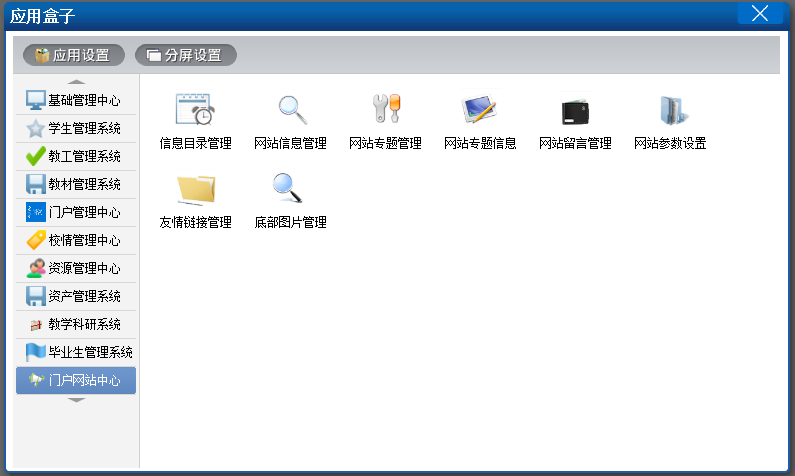 应用盒子
应用设置 分屏设置
基础管理中心
学生管理系统
教工管理系统
教材管理系统
门户管理中心
校情管理中心
资源管理中心
资产管理系统
教学科研系统
毕业生管理系统
门户网站中心
信息目录管理 网站信息管理 网站专题管理 网站专题信息 网站留言管理 网站参数设置
友情链接管理 底部图片管理